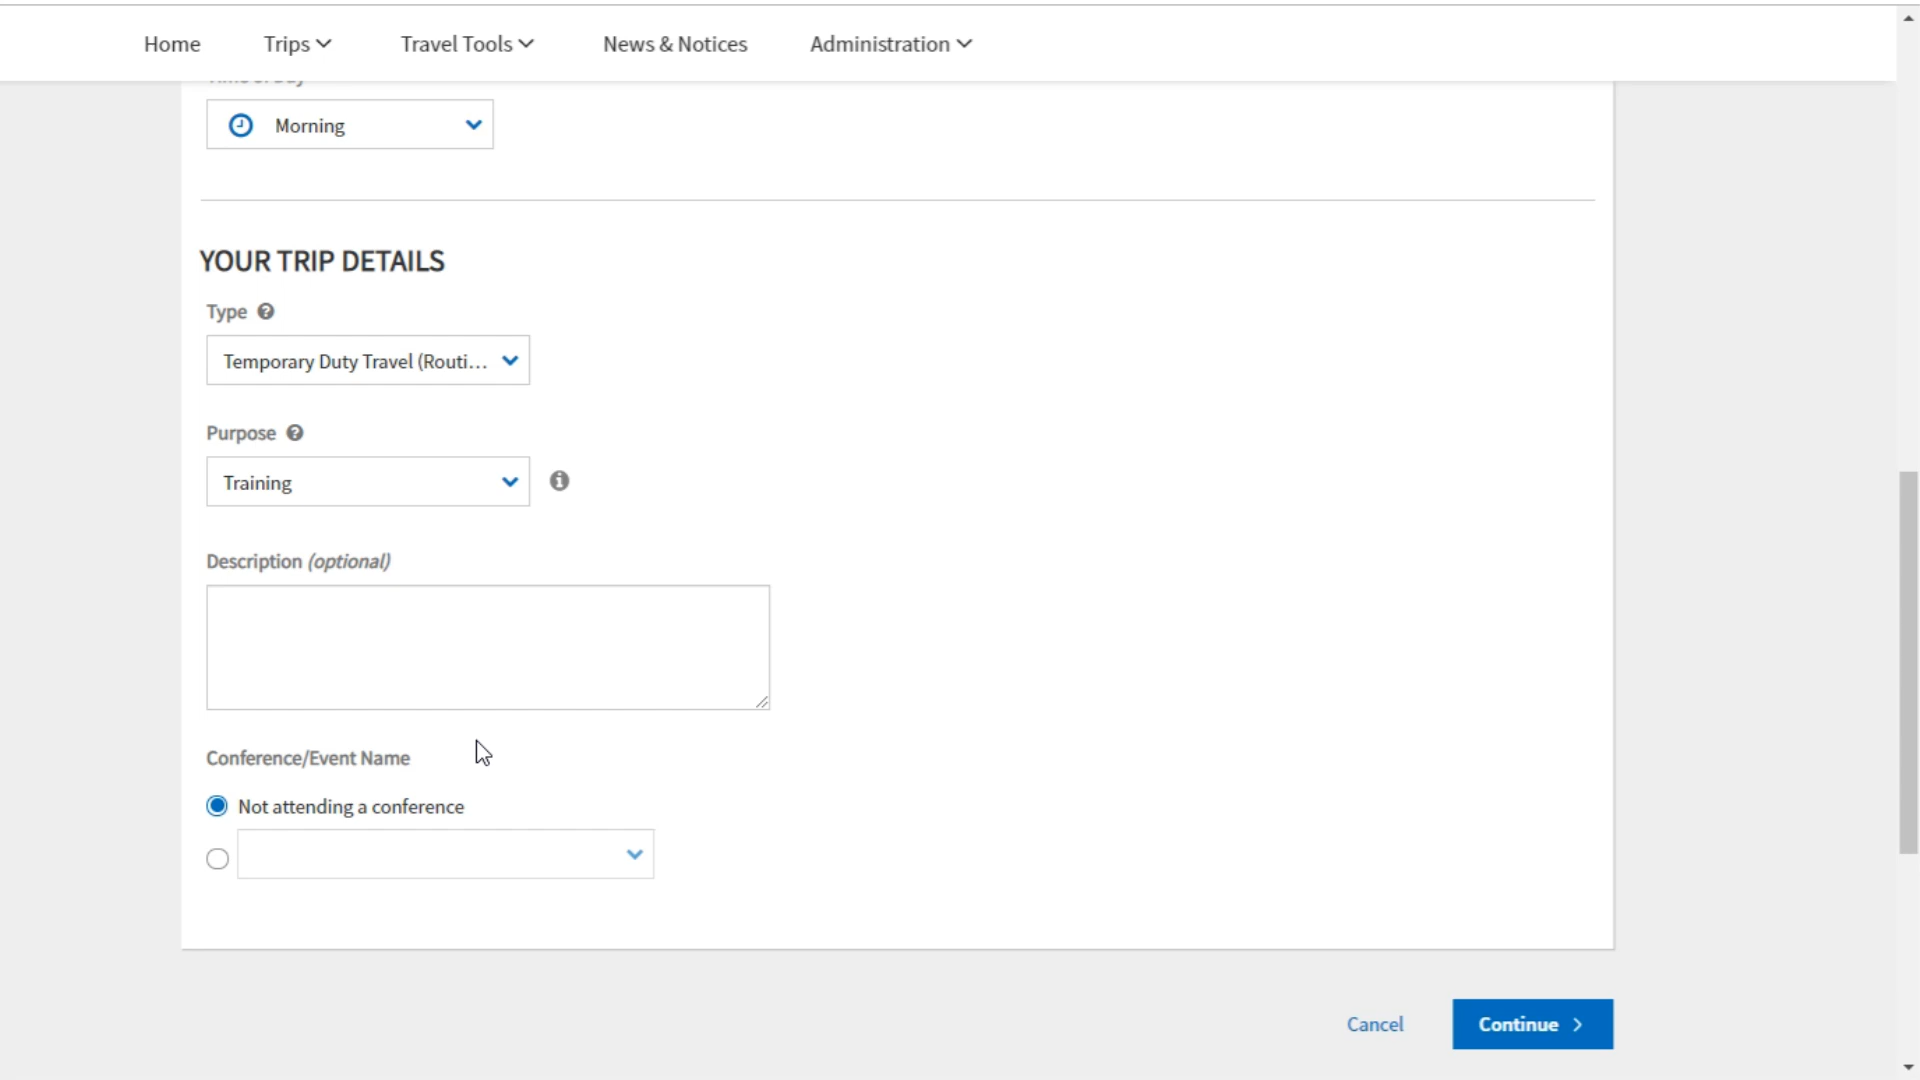 Home Trips Travel Tools News & Notices Administration
Morning
YOUR TRIP DETAILS
Type
Temporary Duty Travel (Routi...
Purpose
Training
Description (optional)
Conference/Event Name
Not attending a conference
Cancel Continue